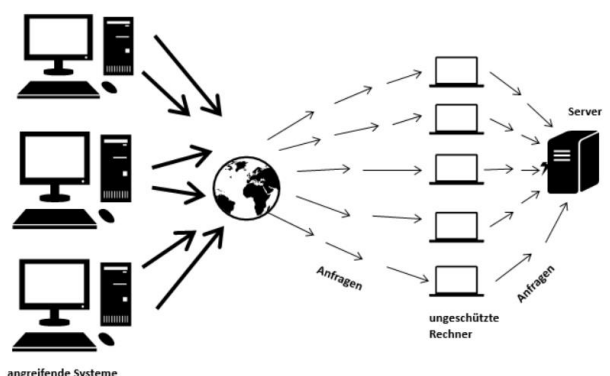 Server
Anfragen
Anfragen
ungeschützte
Rechner
angreifende Systeme